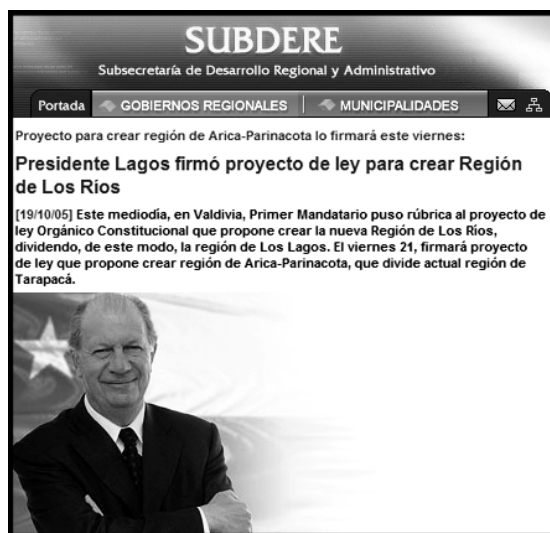 SUBDERE
Subsecretaría de Desarrollo Regional y Administrativo
Portada GOBIERNOS REGIONALES MUNICIPALIDADES
Proyecto para crear región de Arica-Parinacota lo firmará este viernes:
Presidente Lagos firmó proyecto de ley para crear Región
de Los Ríos
[19/10/05] Este mediodía, en Valdivia, Primer Mandatario puso rúbrica al proyecto de
ley Orgánico Constitucional que propone crear la nueva Región de Los Ríos,
dividendo, de este modo, la región de Los Lagos. El viernes 21, firmará proyecto
de ley que propone crear región de Arica-Parinacota, que divide actual región de
Tarapacá.